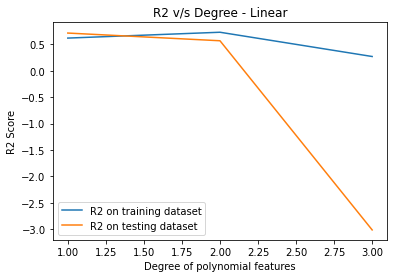 R2 v/s Degree - Linear
R2 Score
0.5
0.0
-0.5
-1.0
-1.5
-2.0
-2.5
-3.0
R2 on training dataset
R2 on testing dataset
1.00 1.25 1.50 1.75 2.00 2.25 2.50 2.75 3.00
Degree of polynomial features